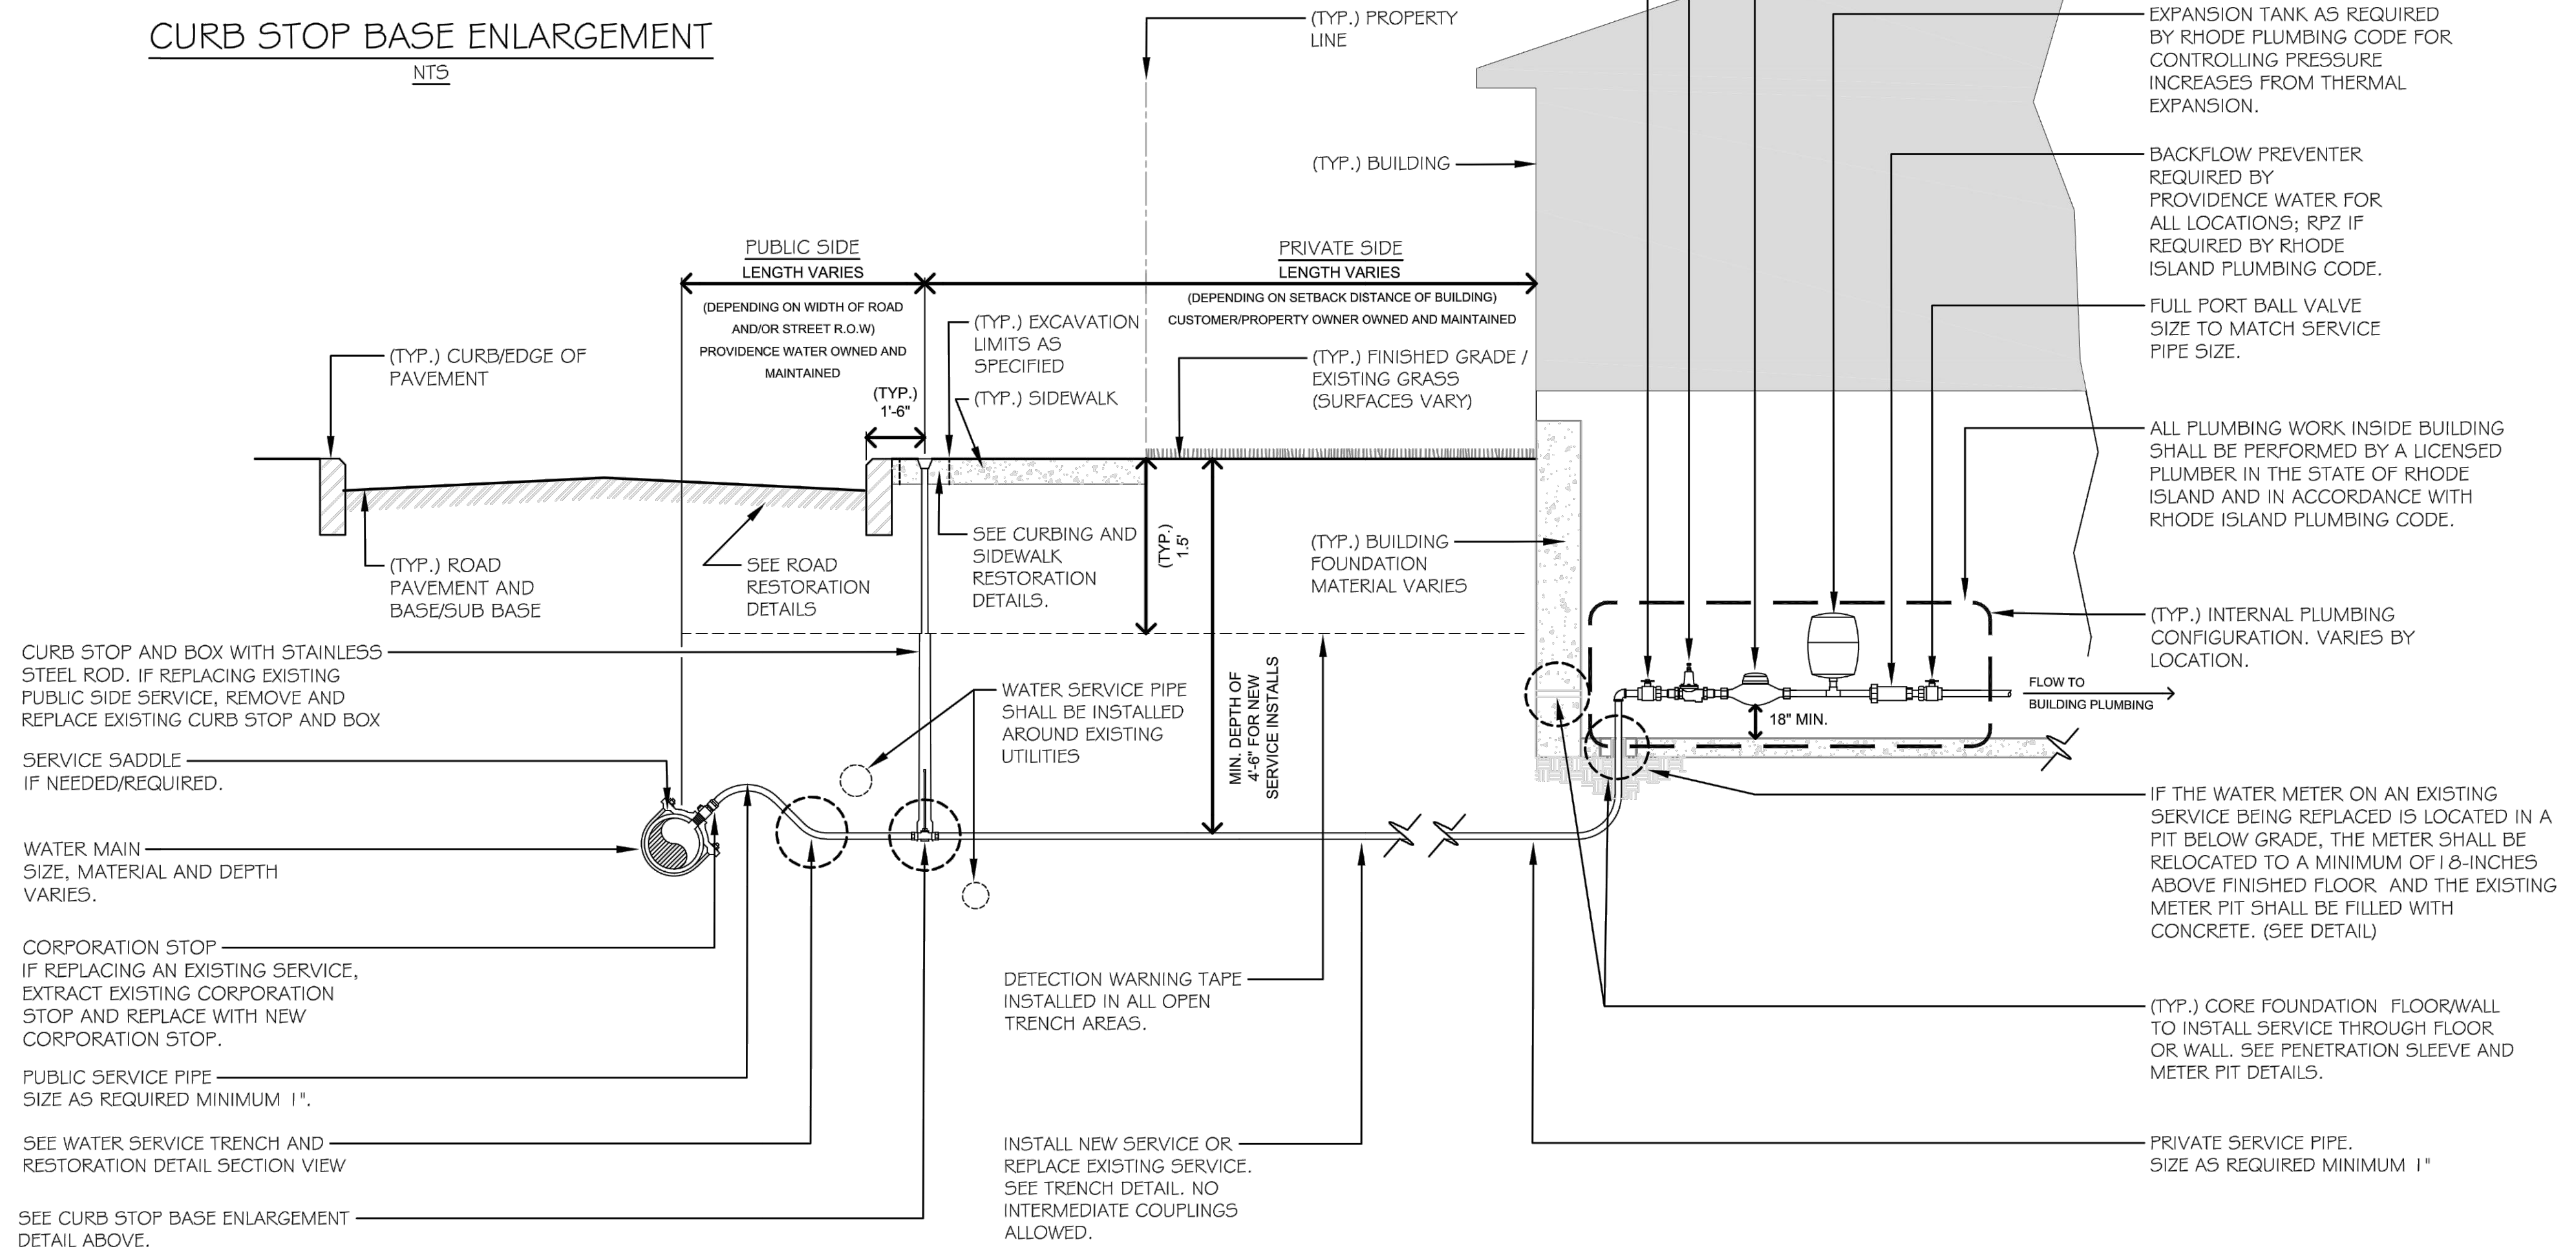 CURB STOP BASE ENLARGEMENT
NTS
(TYP.) PROPERTY
LINE
(TYP.) BUILDING
PUBLIC SIDE
LENGTH VARIES
(DEPENDING ON WIDTH OF ROAD
AND/OR STREET R.O.W)
PROVIDENCE WATER OWNED AND
MAINTAINED
PRIVATE SIDE
LENGTH VARIES
(DEPENDING ON SETBACK DISTANCE OF BUILDING)
CUSTOMER/PROPERTY OWNER OWNED AND MAINTAINED
(TYP.) CURB/EDGE OF
PAVEMENT
(TYP.)
1'-6"
(TYP.) EXCAVATION
LIMITS AS
SPECIFIED
(TYP.) SIDEWALK
(TYP.) FINISHED GRADE /
EXISTING GRASS
(SURFACES VARY)
(TYP.) ROAD
PAVEMENT AND
BASE/SUB BASE
SEE ROAD
RESTORATION
DETAILS
SEE CURBING AND
SIDEWALK
RESTORATION
DETAILS.
(TYP.)
1.5'
(TYP.) BUILDING
FOUNDATION
MATERIAL VARIES
CURB STOP AND BOX WITH STAINLESS
STEEL ROD. IF REPLACING EXISTING
PUBLIC SIDE SERVICE, REMOVE AND
REPLACE EXISTING CURB STOP AND BOX
SERVICE SADDLE
IF NEEDED/REQUIRED.
WATER MAIN
SIZE, MATERIAL AND DEPTH
VARIES.
CORPORATION STOP
IF REPLACING AN EXISTING SERVICE,
EXTRACT EXISTING CORPORATION
STOP AND REPLACE WITH NEW
CORPORATION STOP.
PUBLIC SERVICE PIPE
SIZE AS REQUIRED MINIMUM 1".
SEE WATER SERVICE TRENCH AND
RESTORATION DETAIL SECTION VIEW
SEE CURB STOP BASE ENLARGEMENT
DETAIL ABOVE.
WATER SERVICE PIPE
SHALL BE INSTALLED
AROUND EXISTING
UTILITIES
MIN. DEPTH OF
4'-6" FOR NEW
SERVICE INSTALLS
DETECTION WARNING TAPE
INSTALLED IN ALL OPEN
TRENCH AREAS.
INSTALL NEW SERVICE OR
REPLACE EXISTING SERVICE.
SEE TRENCH DETAIL. NO
INTERMEDIATE COUPLINGS
ALLOWED.
EXPANSION TANK AS REQUIRED
BY RHODE PLUMBING CODE FOR
CONTROLLING PRESSURE
INCREASES FROM THERMAL
EXPANSION.
BACKFLOW PREVENTER
REQUIRED BY
PROVIDENCE WATER FOR
ALL LOCATIONS; RPZ IF
REQUIRED BY RHODE
ISLAND PLUMBING CODE.
FULL PORT BALL VALVE
SIZE TO MATCH SERVICE
PIPE SIZE.
ALL PLUMBING WORK INSIDE BUILDING
SHALL BE PERFORMED BY A LICENSED
PLUMBER IN THE STATE OF RHODE
ISLAND AND IN ACCORDANCE WITH
RHODE ISLAND PLUMBING CODE.
(TYP.) INTERNAL PLUMBING
CONFIGURATION. VARIES BY
LOCATION.
FLOW TO
BUILDING PLUMBING
18" MIN.
IF THE WATER METER ON AN EXISTING
SERVICE BEING REPLACED IS LOCATED IN A
PIT BELOW GRADE, THE METER SHALL BE
RELOCATED TO A MINIMUM OF18-INCHES
ABOVE FINISHED FLOOR AND THE EXISTING
METER PIT SHALL BE FILLED WITH
CONCRETE. (SEE DETAIL)
(TYP.) CORE FOUNDATION FLOOR/WALL
TO INSTALL SERVICE THROUGH FLOOR
OR WALL. SEE PENETRATION SLEEVE AND
METER PIT DETAILS.
PRIVATE SERVICE PIPE.
SIZE AS REQUIRED MINIMUM 1"